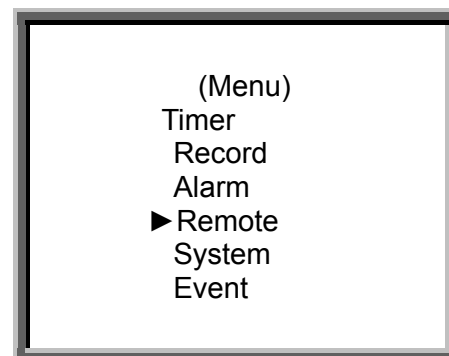 (Menu)
Timer
Record
Alarm
►Remote
System
Event